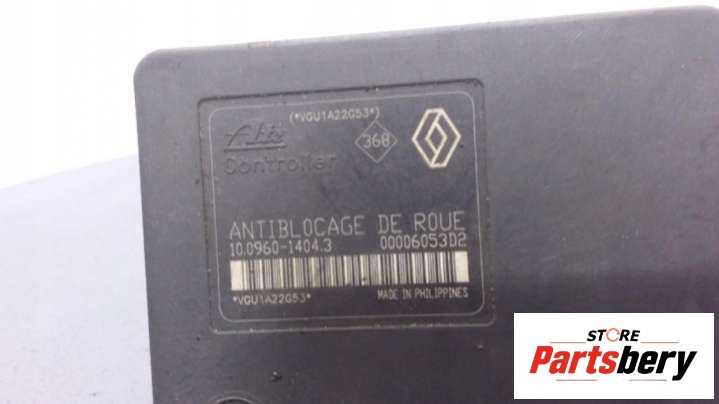 (*VGU1A22G53*)
Ate
Controller
368
ANTIBLOCAGE DE ROUE
10.0960-1404.3 00006053D2
*VGU1A22G53*
MADE IN PHILIPPINES
STORE
Partsbery